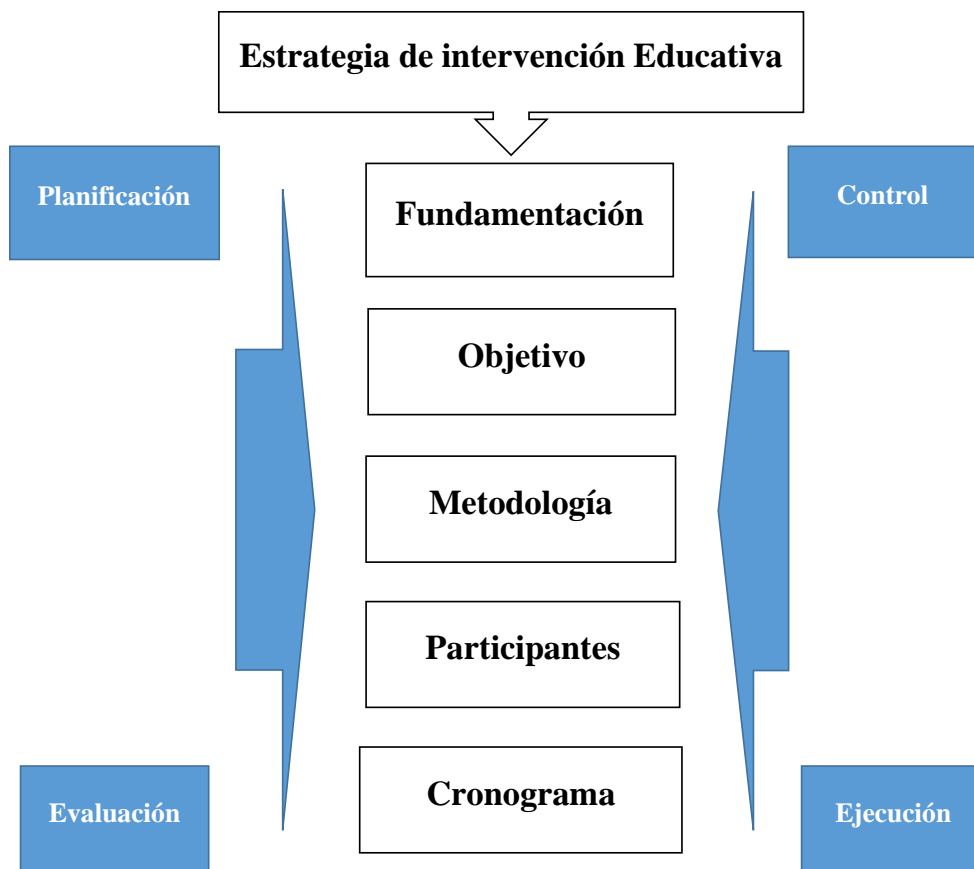 Estrategia de intervención Educativa
Planificación
Control
Fundamentación
Objetivo
Metodología
Participantes
Cronograma
Evaluación
Ejecución